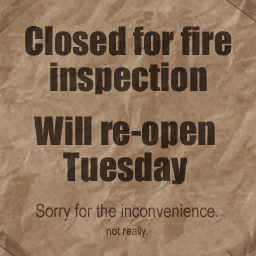 Closed for fire
inspection
Will re-open
Tuesday
Sorry for the inconvenience.
not really.